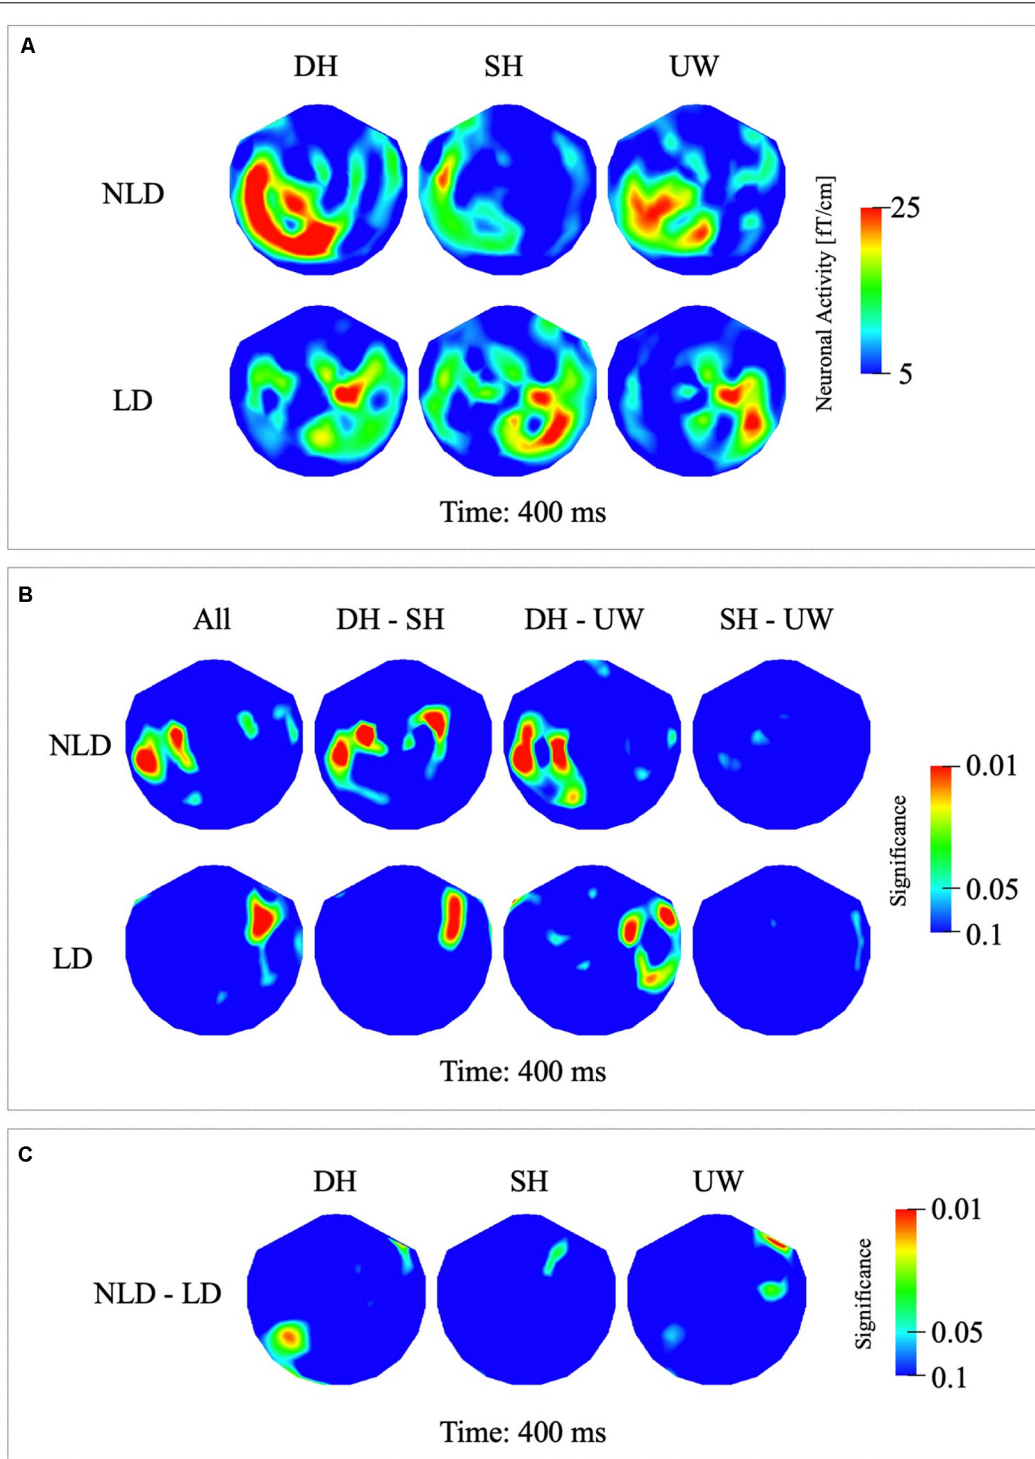 A
DH SH UW
NLD
LD
Neuronal Activity [fT/cm]
25
5
Time: 400 ms
B
All DH - SH DH - UW SH - UW
NLD
LD
Significance
0.01
0.05
0.1
Time: 400 ms
C
DH SH UW
NLD - LD
Significance
0.01
0.05
0.1
Time: 400 ms